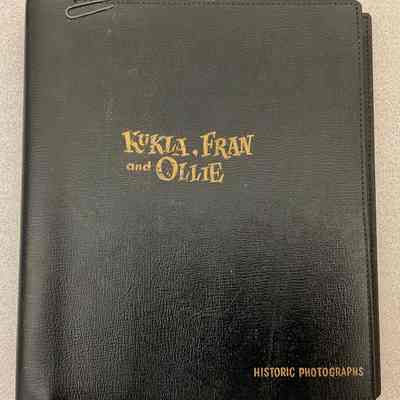 KUKLA, FRAN
and OLLIE
HISTORIC PHOTOGRAPHS